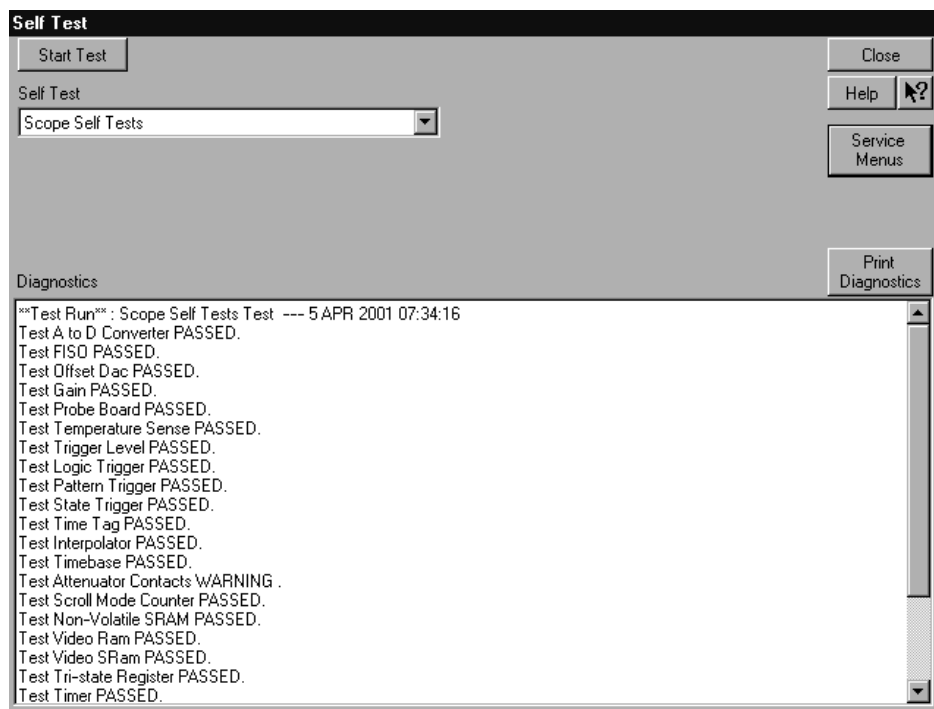 Self Test
Start Test
Close
Self Test
Help
?
Scope Self Tests
Service
Menus
Print
Diagnostics
Diagnostics
**Test Run** : Scope Self Tests Test --- 5 APR 2001 07:34:16
Test A to D Converter PASSED.
Test FISO PASSED.
Test Offset Dac PASSED.
Test Gain PASSED.
Test Probe Board PASSED.
Test Temperature Sense PASSED.
Test Trigger Level PASSED.
Test Logic Trigger PASSED.
Test Pattern Trigger PASSED.
Test State Trigger PASSED.
Test Time Tag PASSED.
Test Interpolator PASSED.
Test Timebase PASSED.
Test Attenuator Contacts WARNING .
Test Scroll Mode Counter PASSED.
Test Non-Volatile SRAM PASSED.
Test Video Ram PASSED.
Test Video SRam PASSED.
Test Tri-state Register PASSED.
Test Timer PASSED.